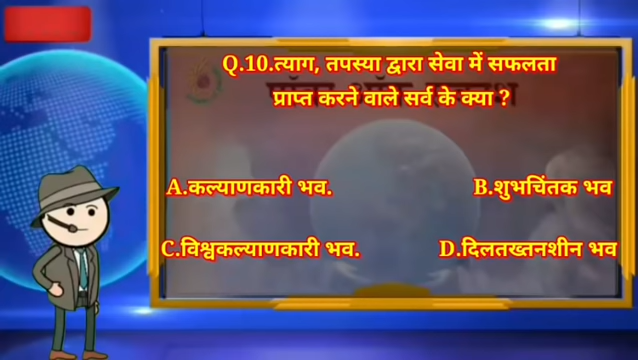 Q.10.त्याग, तपस्या द्वारा सेवा में सफलता
प्राप्त करने वाले सर्व के क्या ?
A.कल्याणकारी भव.
B.शुभचिंतक भव
C.विश्वकल्याणकारी भव.
D.दिलतख्तनशीन भव